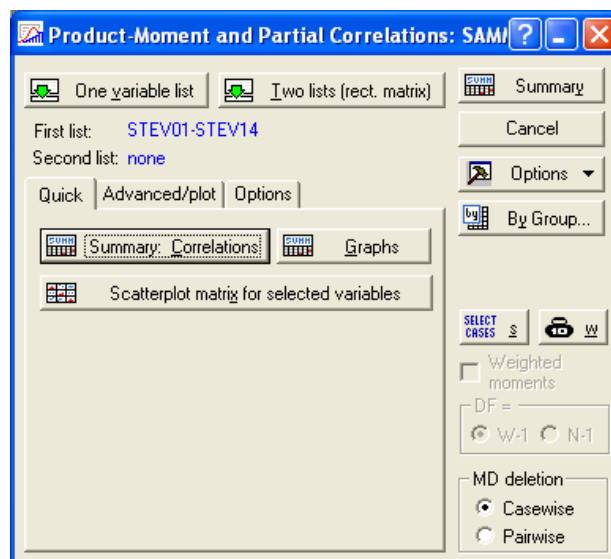 Product-Moment and Partial Correlations: SAMM
One variable list
Two lists (rect. matrix)
Summary
First list: STEV01-STEV14
Cancel
Second list: none
Options
Quick
Advanced/plot
Options
By Group...
Summary: Correlations
Graphs
Scatterplot matrix for selected variables
SELECT CASES S
W
Weighted moments
DF =
W-1
N-1
MD deletion
Casewise
Pairwise